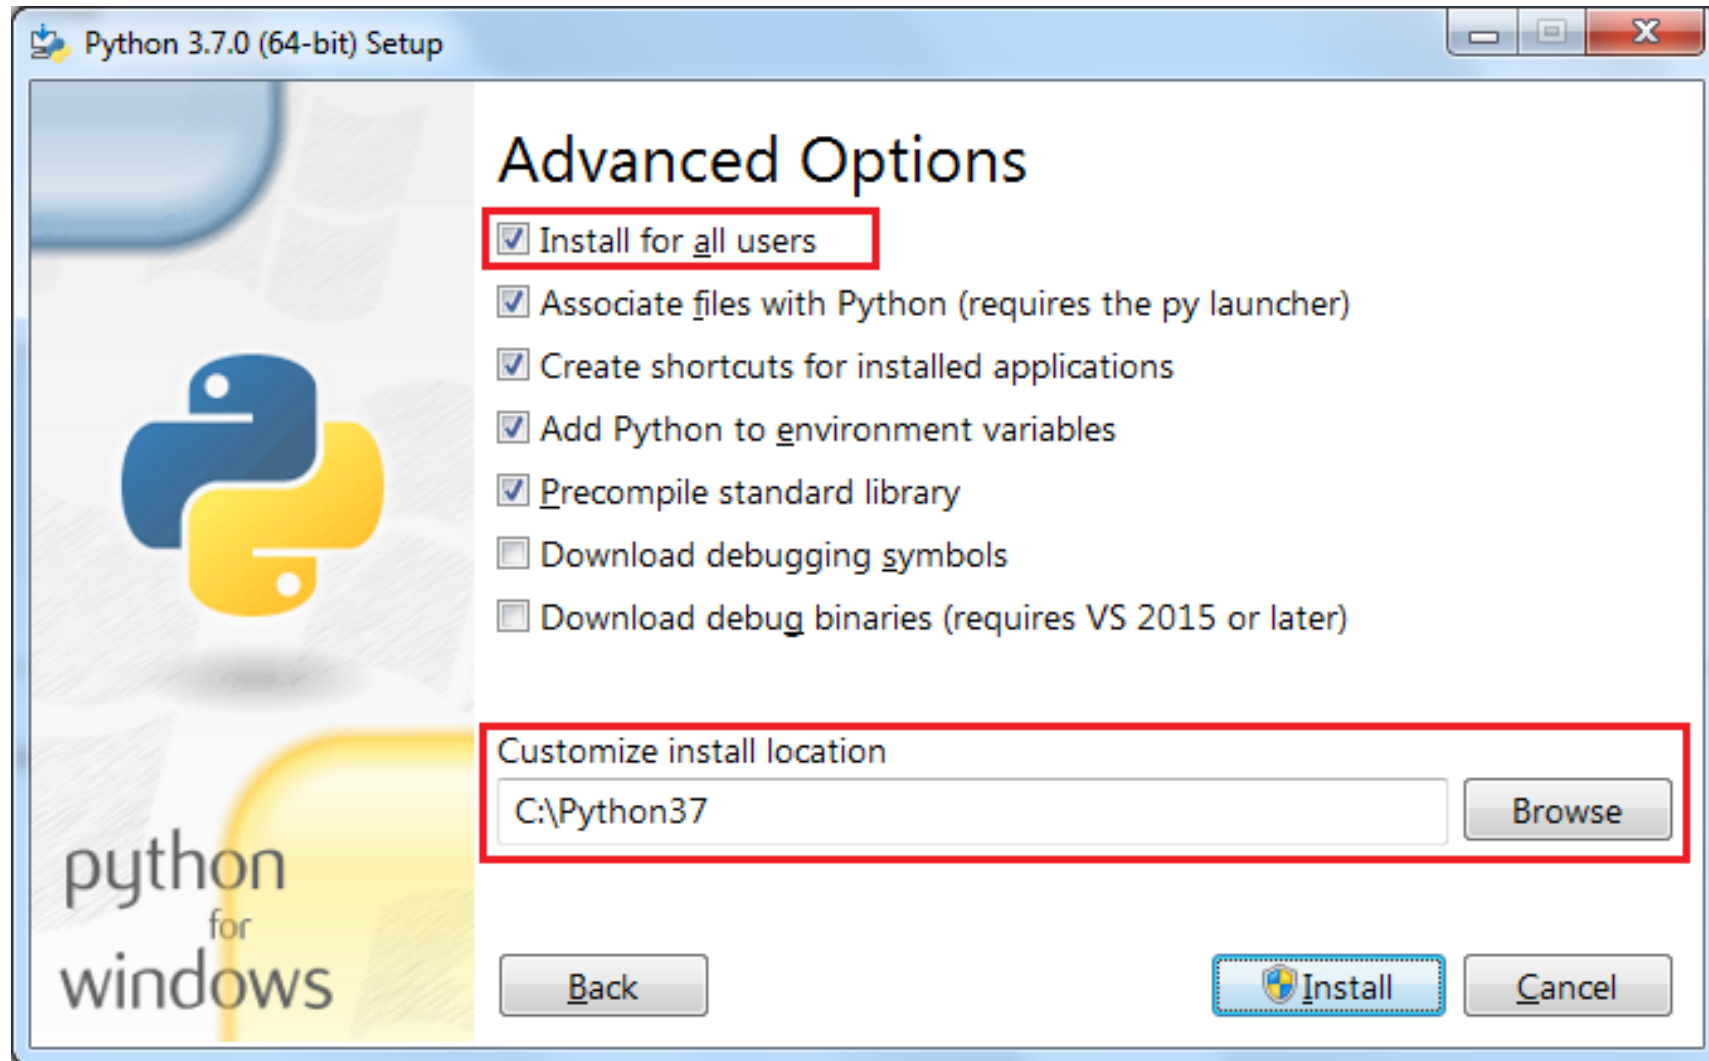 Python 3.7.0 (64-bit) Setup
Advanced Options
Install for all users
Associate files with Python (requires the py launcher)
Create shortcuts for installed applications
Add Python to environment variables
Precompile standard library
Download debugging symbols
Download debug binaries (requires VS 2015 or later)
Customize install location
C:\Python37
Browse
python
for
windows
Back
Install
Cancel